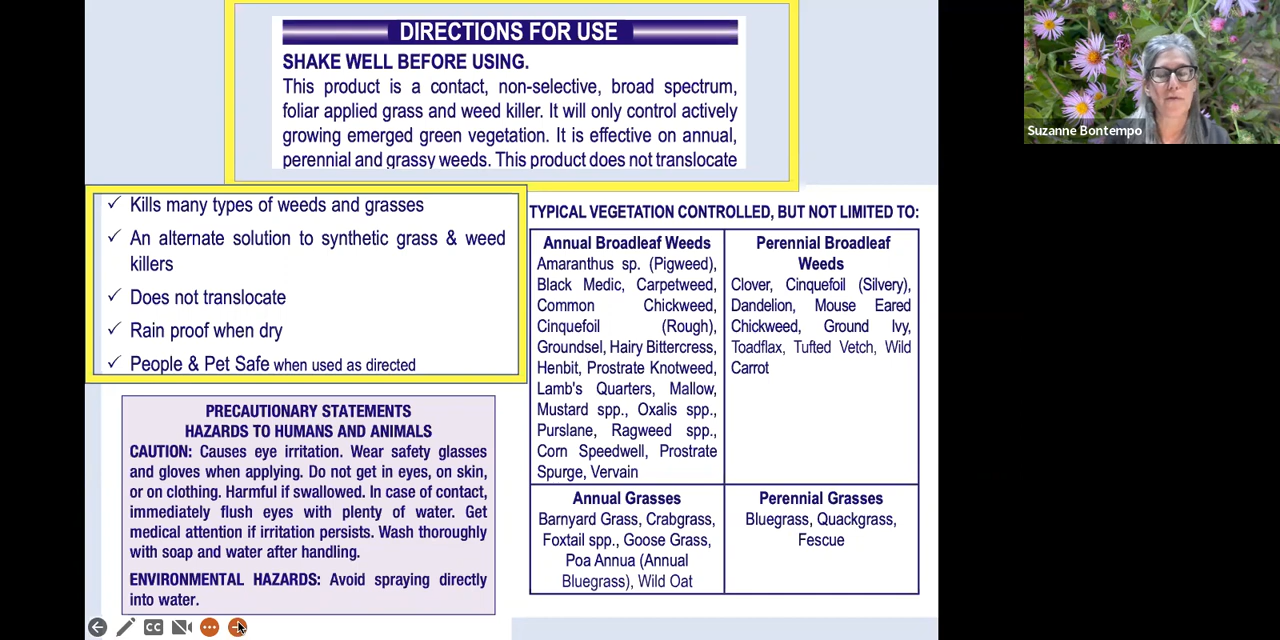 DIRECTIONS FOR USE
SHAKE WELL BEFORE USING.
This product is a contact, non-selective, broad spectrum,
foliar applied grass and weed killer. It will only control actively
growing emerged green vegetation. It is effective on annual,
perennial and grassy weeds. This product does not translocate
Suzanne Bontempo
✓ Kills many types of weeds and grasses
✓ An alternate solution to synthetic grass & weed
killers
✓ Does not translocate
✓ Rain proof when dry
✓ People & Pet Safe when used as directed
PRECAUTIONARY STATEMENTS
HAZARDS TO HUMANS AND ANIMALS
CAUTION: Causes eye irritation. Wear safety glasses
and gloves when applying. Do not get in eyes, on skin,
or on clothing. Harmful if swallowed. In case of contact,
immediately flush eyes with plenty of water. Get
medical attention if irritation persists. Wash thoroughly
with soap and water after handling.
ENVIRONMENTAL HAZARDS: Avoid spraying directly
into water.
TYPICAL VEGETATION CONTROLLED, BUT NOT LIMITED TO:
Annual Broadleaf Weeds
Amaranthus sp. (Pigweed),
Black Medic, Carpetweed,
Common Chickweed,
Cinquefoil (Rough),
Groundsel, Hairy Bittercress,
Henbit, Prostrate Knotweed,
Lamb's Quarters, Mallow,
Mustard spp., Oxalis spp.,
Purslane, Ragweed spp.,
Corn Speedwell, Prostrate
Spurge, Vervain
Perennial Broadleaf
Weeds
Clover, Cinquefoil (Silvery),
Dandelion, Mouse Eared
Chickweed, Ground Ivy,
Toadflax, Tufted Vetch, Wild
Carrot
Annual Grasses
Barnyard Grass, Crabgrass,
Foxtail spp., Goose Grass,
Poa Annua (Annual
Bluegrass), Wild Oat
Perennial Grasses
Bluegrass, Quackgrass,
Fescue
CC